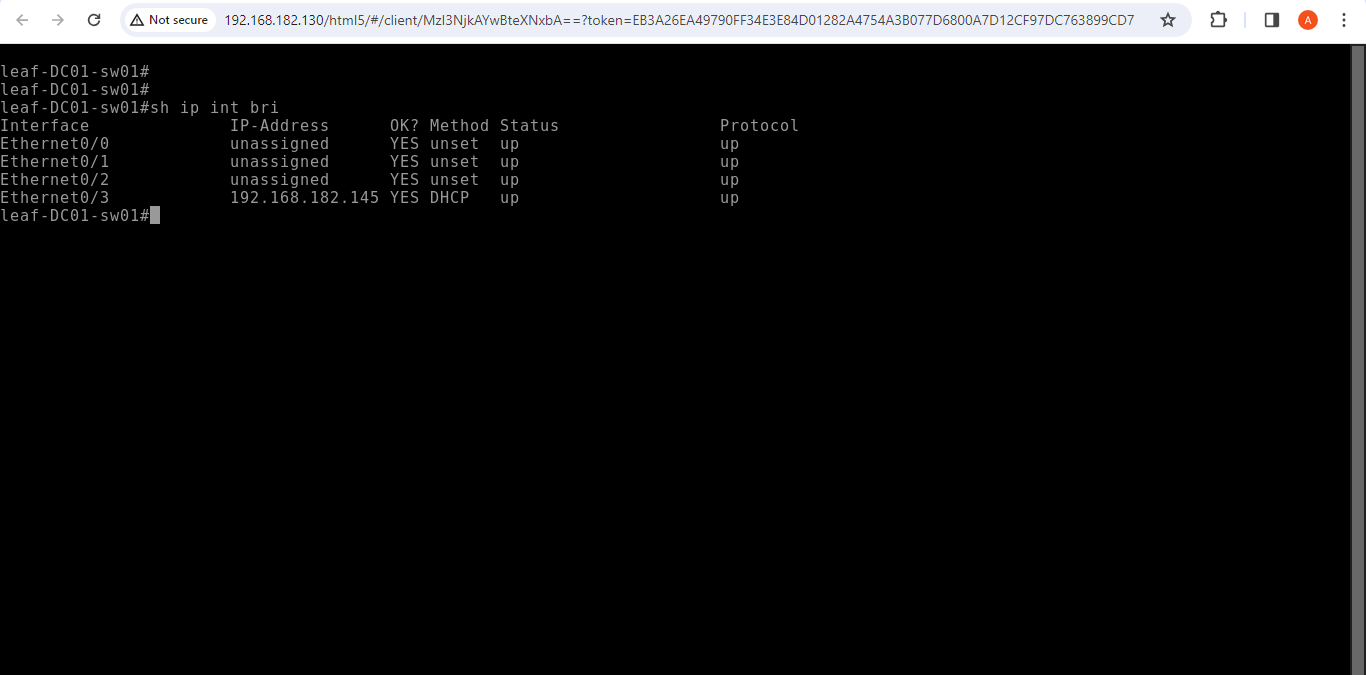 Not secure 192.168.182.130/html5/#/client/MzI3NjkAYwBteXNxbA==?token=EB3A26EA49790FF34E3E84D01282A4754A3B077D6800A7D12CF97DC763899CD7 A
leaf-DC01-sw01#
leaf-DC01-sw01#
leaf-DC01-sw01#sh ip int bri
Interface IP-Address OK? Method Status Protocol
Ethernet0/0 unassigned YES unset up up
Ethernet0/1 unassigned YES unset up up
Ethernet0/2 unassigned YES unset up up
Ethernet0/3 192.168.182.145 YES DHCP up up
leaf-DC01-sw01#